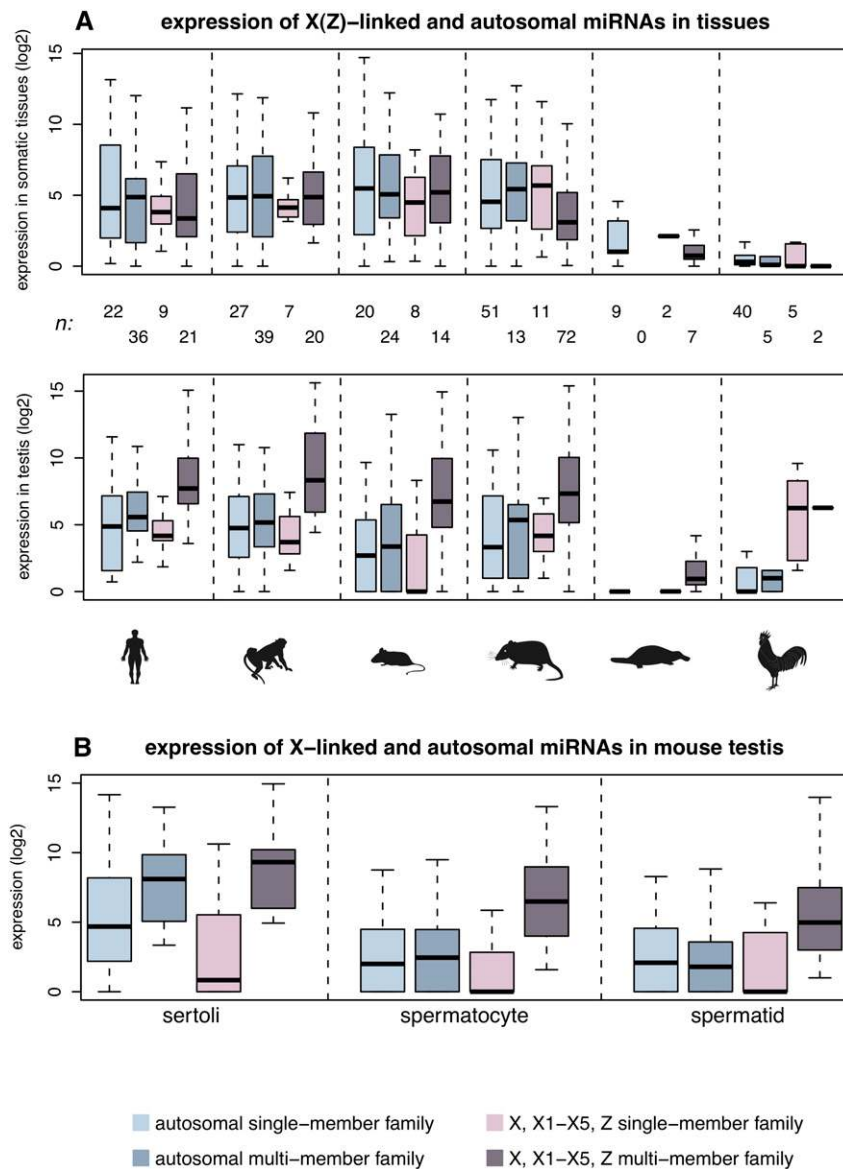 A expression of X(Z)−linked and autosomal miRNAs in tissues
expression in somatic tissues (log2)
15
10
5
0
n:
22 9 27 7 20 8 51 11 9 2 40 5
36 21 39 20 24 14 13 72 0 7 5 2
expression in testis (log2)
15
10
5
0
B expression of X−linked and autosomal miRNAs in mouse testis
expression (log2)
15
10
5
0
sertoli spermatocyte spermatid
autosomal single−member family X, X1−X5, Z single−member family
autosomal multi−member family X, X1−X5, Z multi−member family